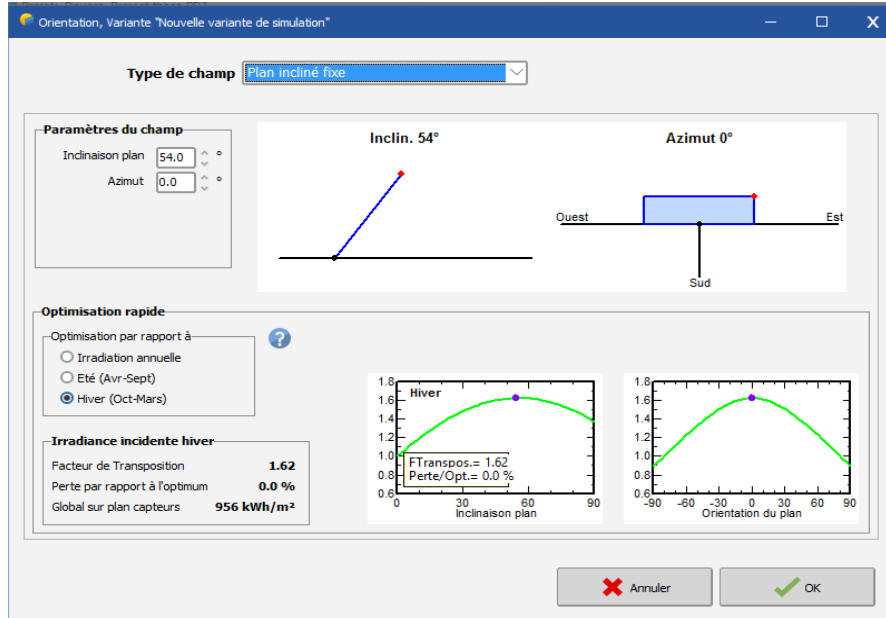 Orientation, Variante "Nouvelle variante de simulation"
Type de champ Plan incliné fixe
Paramètres du champ
Inclinaison plan 54.0 °
Azimut 0.0 °
Inclin. 54°
Azimut 0°
Ouest
Est
Sud
Optimisation rapide
Optimisation par rapport à
Irradiation annuelle
Eté (Avr-Sept)
Hiver (Oct-Mars)
?
Irradiance incidente hiver
Facteur de Transposition 1.62
Perte par rapport à l'optimum 0.0 %
Global sur plan capteurs 956 kWh/m²
1.8
1.6
1.4
1.2
1.0
0.8
0.6
Hiver
FTranspos.= 1.62
Perte/Opt.= 0.0 %
0 30 60 90
Inclinaison plan
1.8
1.6
1.4
1.2
1.0
0.8
0.6
-90 -60 -30 0 30 60 90
Orientation du plan
Annuler
OK